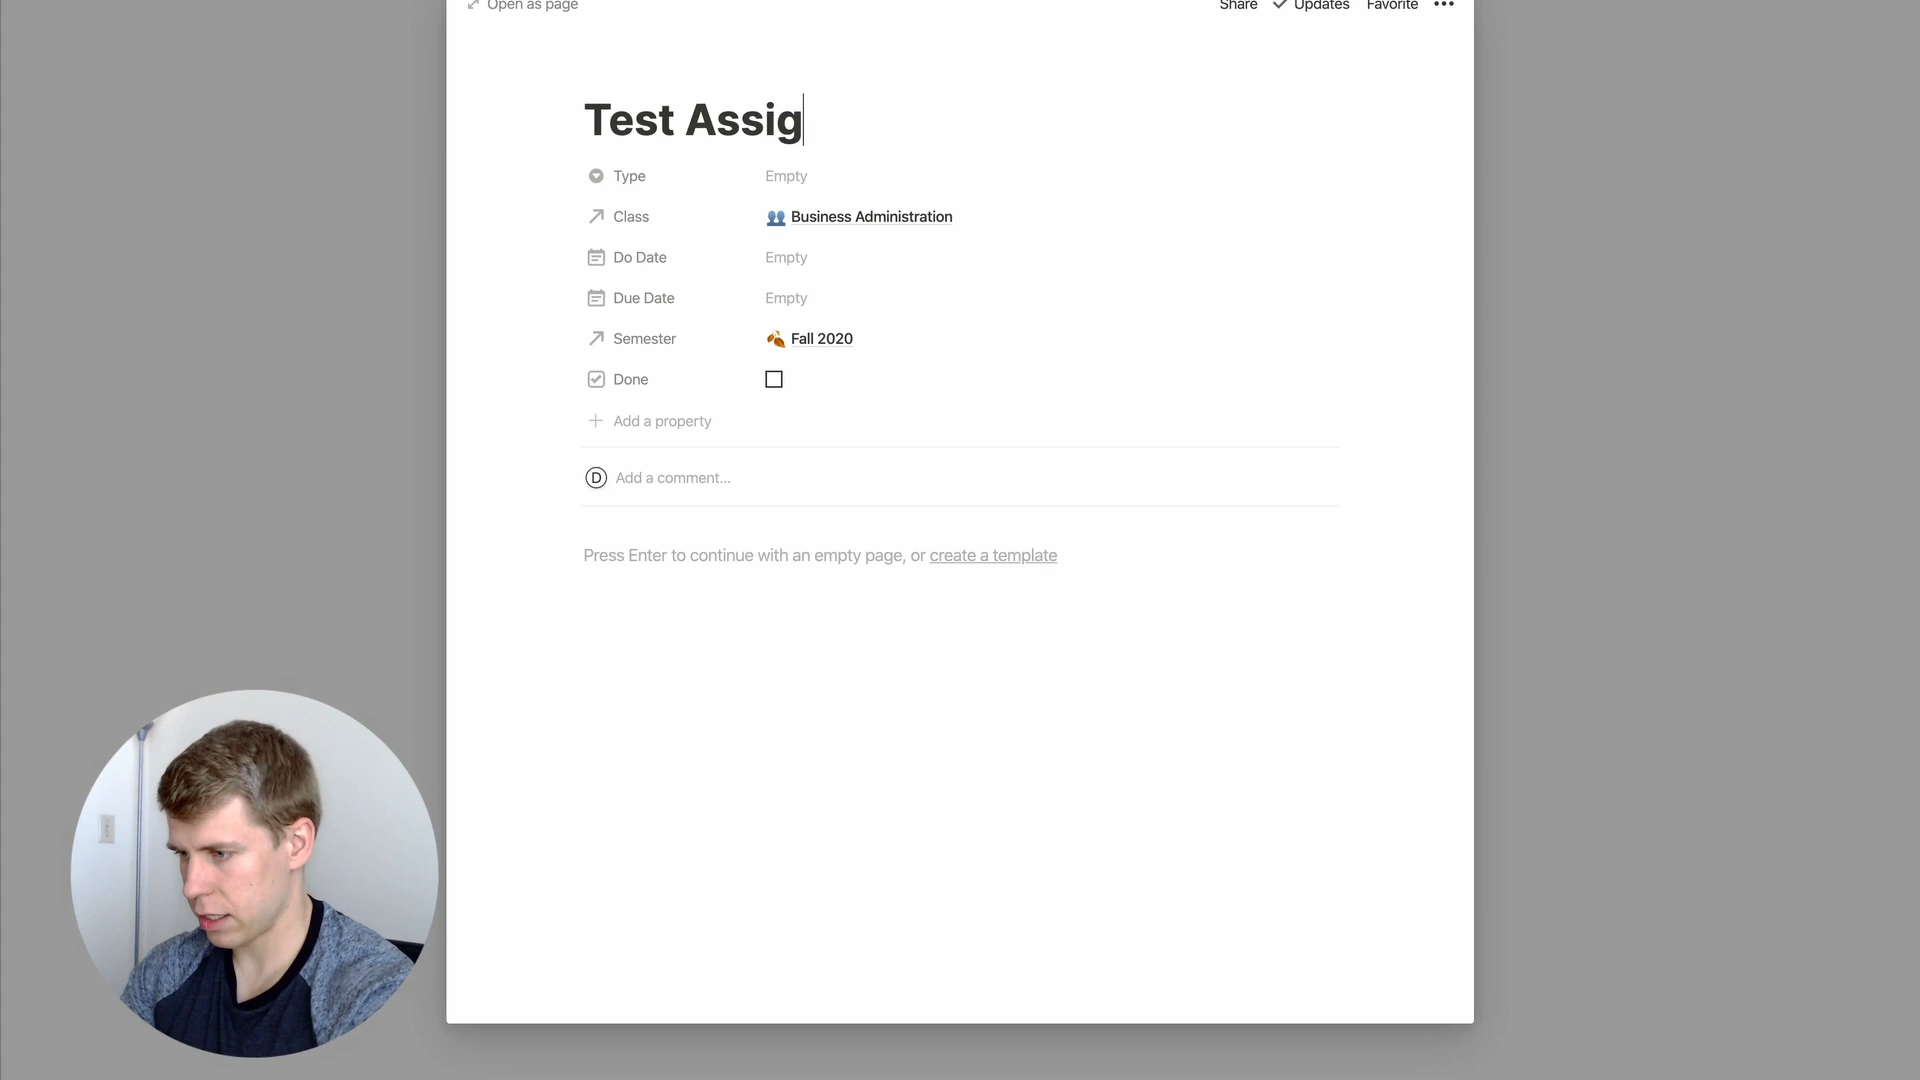 Open as page
Share Updates Favorite
Test Assig
Type Empty
Class Business Administration
Do Date Empty
Due Date Empty
Semester Fall 2020
Done
Add a property
D Add a comment...
Press Enter to continue with an empty page, or create a template